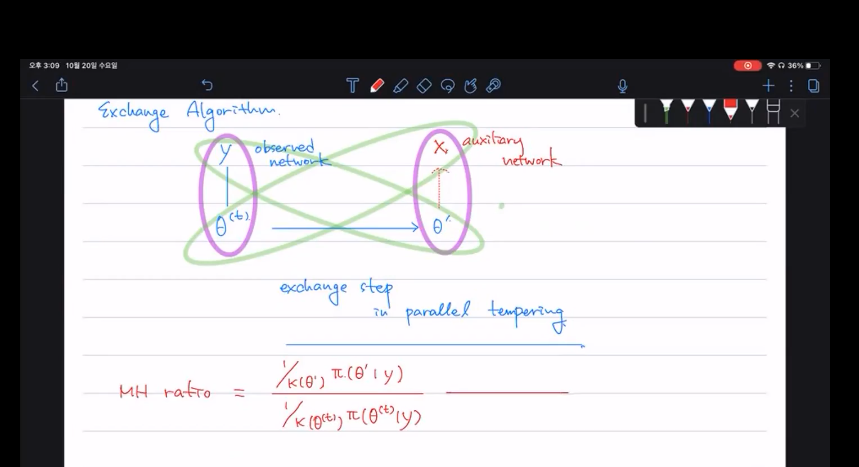 오후 3:09 10월 20일 수요일
36%
T
Exchange Algorithm.
y observed network
x auxiliary network
θ^(t)
θ'
exchange step
in parallel tempering.
MH ratio = 1/κ(θ') π(θ'|y)
1/κ(θ^(t)) π(θ^(t)|y)